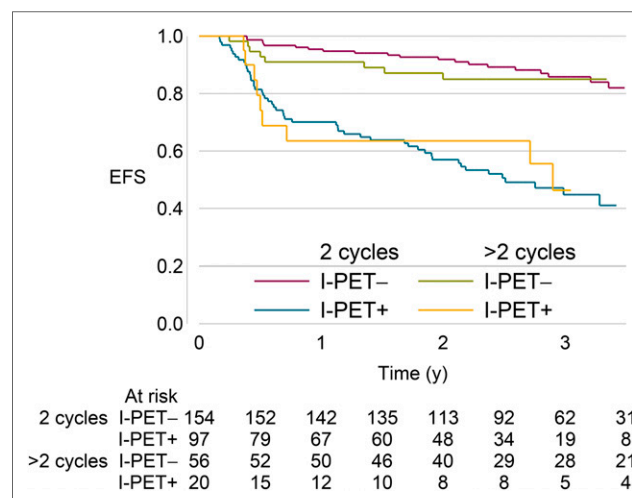 1.0
0.8
0.6
EFS
0.4
0.2
0.0
2 cycles >2 cycles
I-PET− I-PET−
I-PET+ I-PET+
0 1 2 3
Time (y)
At risk
2 cycles I-PET− 154 152 142 135 113 92 62 31
I-PET+ 97 79 67 60 48 34 19 8
>2 cycles I-PET− 56 52 50 46 40 29 28 21
I-PET+ 20 15 12 10 8 8 5 4